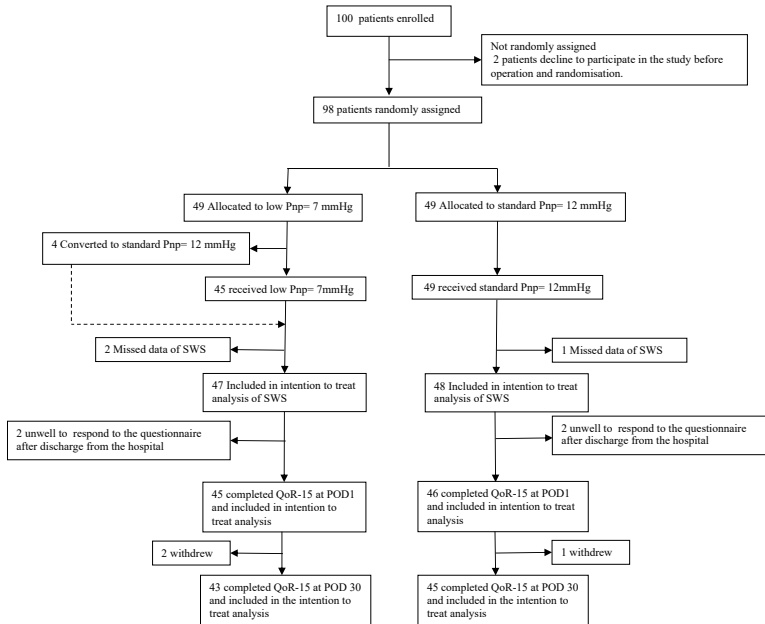 100 patients enrolled
Not randomly assigned
2 patients decline to participate in the study before
operation and randomisation.
98 patients randomly assigned
49 Allocated to low Pnp= 7 mmHg
49 Allocated to standard Pnp= 12 mmHg
4 Converted to standard Pnp= 12 mmHg
45 received low Pnp= 7mmHg
49 received standard Pnp= 12mmHg
2 Missed data of SWS
1 Missed data of SWS
47 Included in intention to treat
analysis of SWS
48 Included in intention to treat
analysis of SWS
2 unwell to respond to the questionnaire
after discharge from the hospital
2 unwell to respond to the questionnaire
after discharge from the hospital
45 completed QoR-15 at POD1
and included in intention to
treat analysis
46 completed QoR-15 at POD1
and included in intention to treat
analysis
2 withdrew
1 withdrew
43 completed QoR-15 at POD 30
and included in the intention to
treat analysis
45 completed QoR-15 at POD 30
and included in the intention to
treat analysis